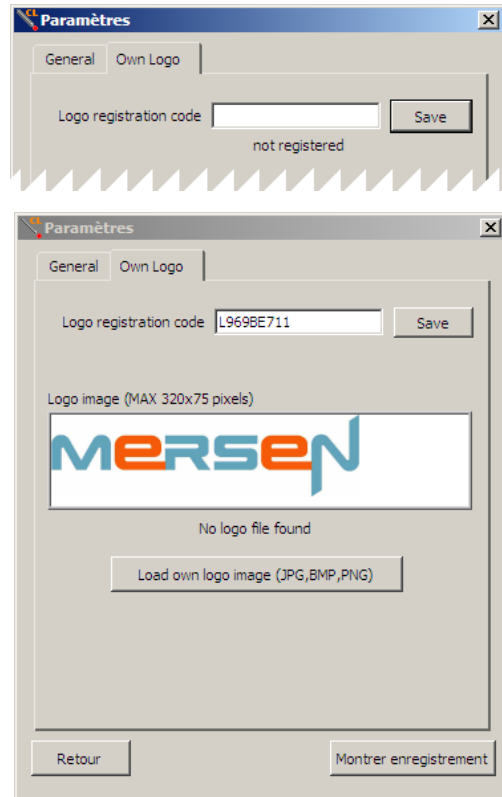 CL
Paramètres
General Own Logo
Logo registration code Save
not registered
CL
Paramètres
General Own Logo
Logo registration code L969BE711 Save
Logo image (MAX 320x75 pixels)
mersen
No logo file found
Load own logo image (JPG,BMP,PNG)
Retour Montrer enregistrement